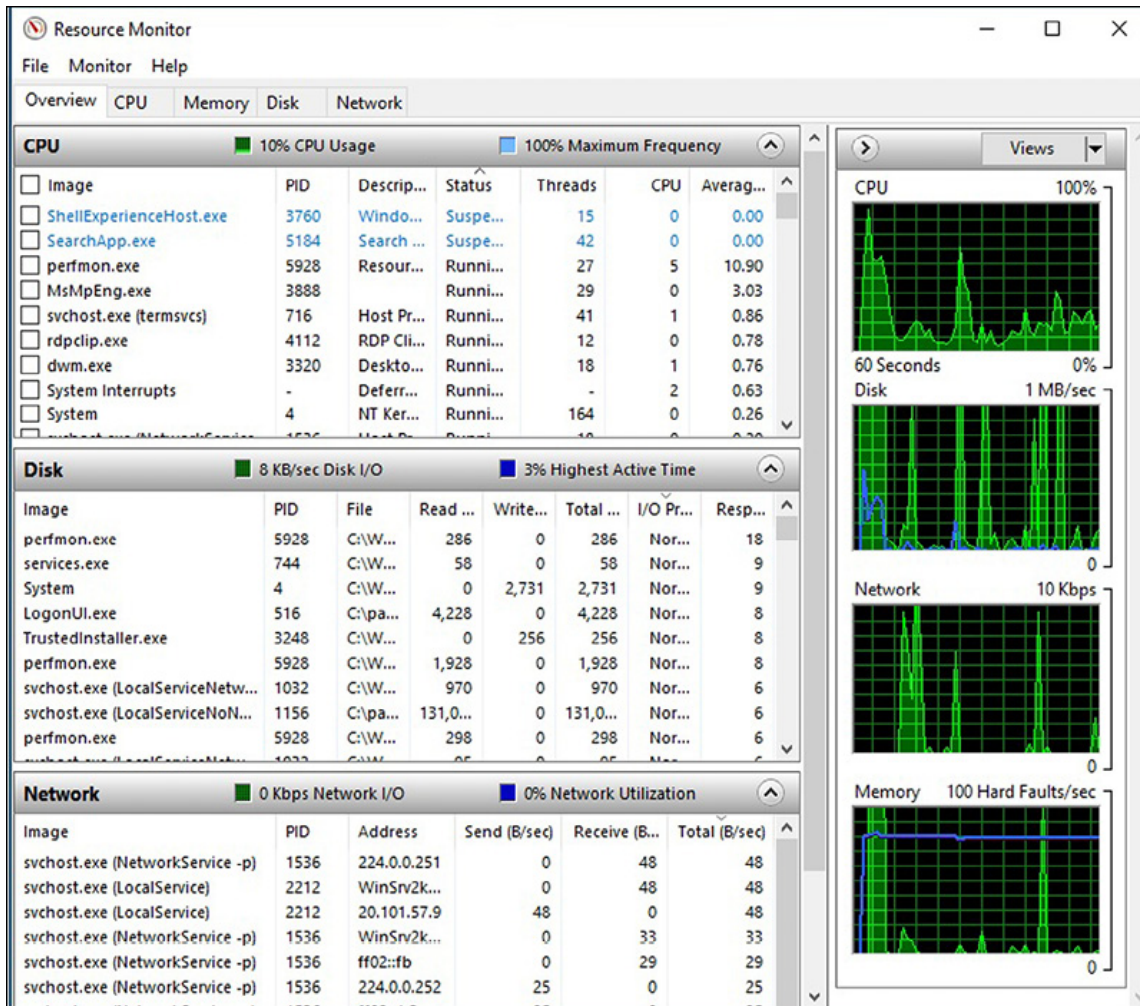 Resource Monitor
File Monitor Help
Overview CPU Memory Disk Network
CPU 10% CPU Usage 100% Maximum Frequency
Image PID Descrip... Status Threads CPU Averag...
ShellExperienceHost.exe 3760 Windo... Suspe... 15 0 0.00
SearchApp.exe 5184 Search ... Suspe... 42 0 0.00
perfmon.exe 5928 Resour... Runni... 27 5 10.90
MsMpEng.exe 3888 Runni... 29 0 3.03
svchost.exe (termsvcs) 716 Host Pr... Runni... 41 1 0.86
rdpclip.exe 4112 RDP Cli... Runni... 12 0 0.78
dwm.exe 3320 Deskto... Runni... 18 1 0.76
System Interrupts - Deferr... Runni... - 2 0.63
System 4 NT Ker... Runni... 164 0 0.26
Disk 8 KB/sec Disk I/O 3% Highest Active Time
Image PID File Read ... Write... Total ... I/O Pr... Resp...
perfmon.exe 5928 C:\W... 286 0 286 Nor... 18
services.exe 744 C:\W... 58 0 58 Nor... 9
System 4 C:\W... 0 2,731 2,731 Nor... 9
LogonUI.exe 516 C:\pa... 4,228 0 4,228 Nor... 8
TrustedInstaller.exe 3248 C:\W... 0 256 256 Nor... 8
perfmon.exe 5928 C:\W... 1,928 0 1,928 Nor... 8
svchost.exe (LocalServiceNetw... 1032 C:\W... 970 0 970 Nor... 6
svchost.exe (LocalServiceNoN... 1156 C:\pa... 131,0... 0 131,0... Nor... 6
perfmon.exe 5928 C:\W... 298 0 298 Nor... 6
Network 0 Kbps Network I/O 0% Network Utilization
Image PID Address Send (B/sec) Receive (B... Total (B/sec)
svchost.exe (NetworkService -p) 1536 224.0.0.251 0 48 48
svchost.exe (LocalService) 2212 WinSrv2k... 0 48 48
svchost.exe (LocalService) 2212 20.101.57.9 48 0 48
svchost.exe (NetworkService -p) 1536 WinSrv2k... 0 33 33
svchost.exe (NetworkService -p) 1536 ff02::fb 0 29 29
svchost.exe (NetworkService -p) 1536 224.0.0.252 25 0 25
Views
CPU 100%
60 Seconds 0%
Disk 1 MB/sec
0
Network 10 Kbps
0
Memory 100 Hard Faults/sec
0